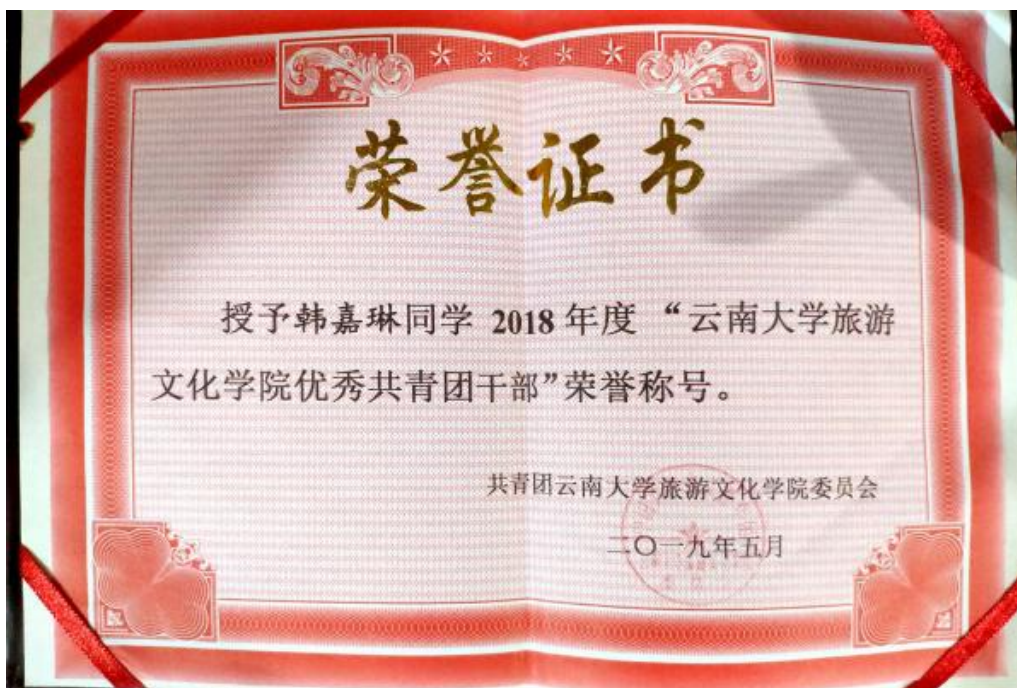 荣誉证书
授予韩嘉琳同学 2018 年度 “云南大学旅游
文化学院优秀共青团干部”荣誉称号。
共青团云南大学旅游文化学院委员会
二〇一九年五月